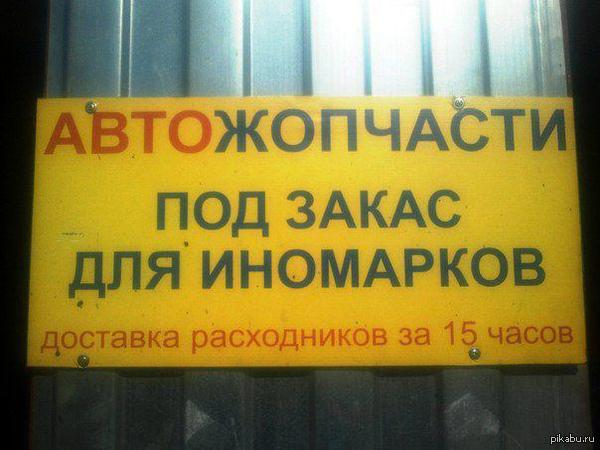 АВТОЖОПЧАСТИ
ПОД ЗАКАС
ДЛЯ ИНОМАРКОВ
доставка расходников за 15 часов
pikabu.ru